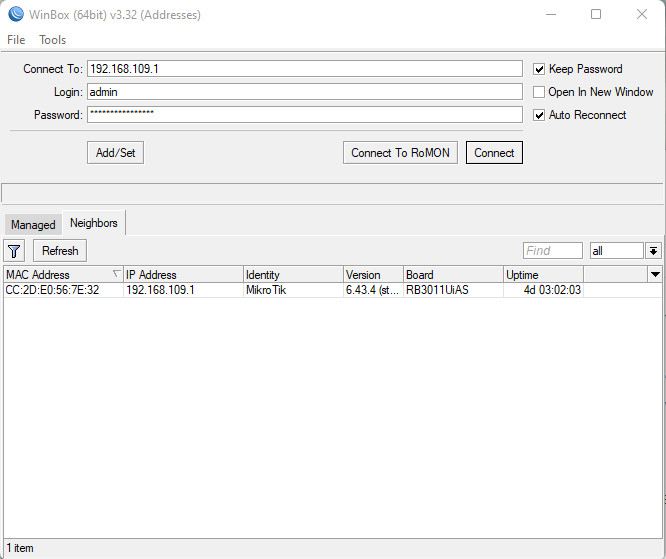 WinBox (64bit) v3.32 (Addresses)
File Tools
Connect To: 192.168.109.1
Keep Password
Login: admin
Open In New Window
Password: ****************
Auto Reconnect
Add/Set Connect To RoMON Connect
Managed Neighbors
Refresh Find all
MAC Address IP Address Identity Version Board Uptime
CC:2D:E0:56:7E:32 192.168.109.1 MikroTik 6.43.4 (st... RB3011UiAS 4d 03:02:03
1 item